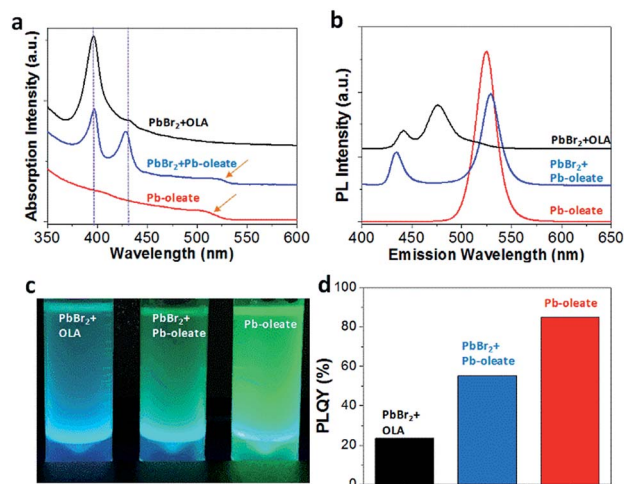 a
Absorption Intensity (a.u.)
PbBr2+OLA
PbBr2+Pb-oleate
Pb-oleate
350 400 450 500 550 600
Wavelength (nm)
b
PL Intensity (a.u.)
PbBr2+OLA
PbBr2+
Pb-oleate
Pb-oleate
400 450 500 550 600 650
Emission Wavelength (nm)
c
PbBr2+
OLA
PbBr2+
Pb-oleate
Pb-oleate
d
PLQY (%)
100
80
60
40
20
0
PbBr2+
OLA
PbBr2+
Pb-oleate
Pb-oleate